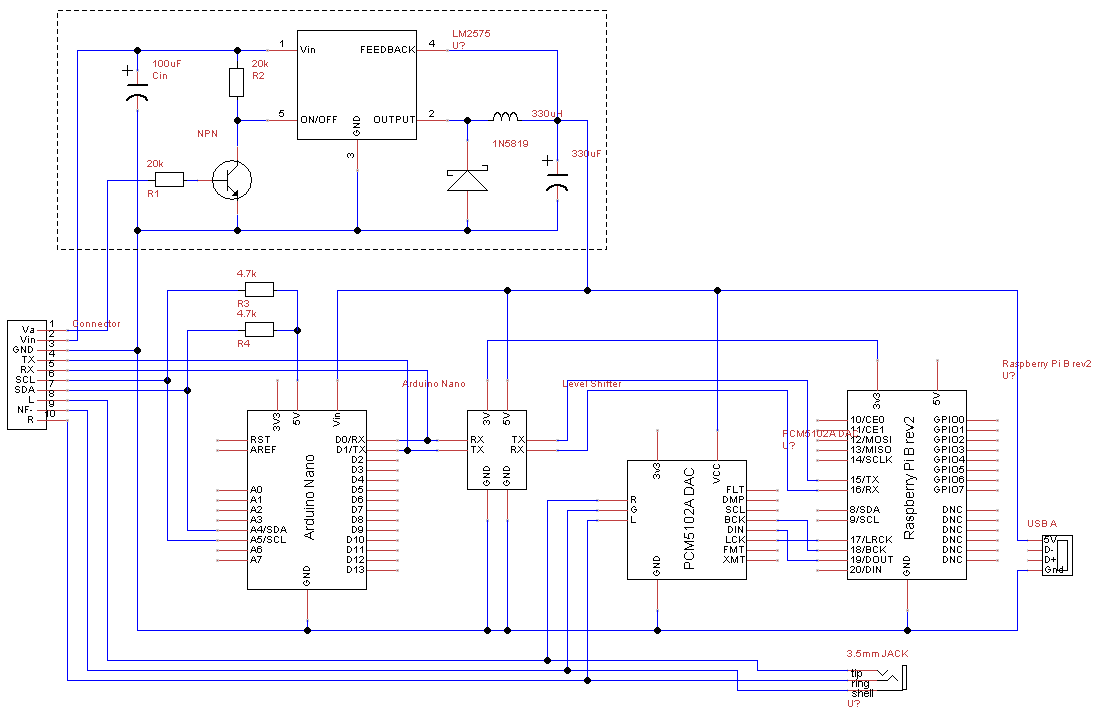 LM2575
U?
1
Vin
FEEDBACK
4
100uF
Cin
20k
R2
5
ON/OFF
GND
OUTPUT
2
330uH
3
NPN
1N5819
330uF
20k
R1
4.7k
R3
4.7k
R4
Connector
Va 1
Vin 2
GND 3
TX 4
RX 5
SCL 6
SDA 7
L 8
NF- 9
R 10
Arduino Nano
3V3
5V
Vin
RST
AREF
A0
A1
A2
A3
A4/SDA
A5/SCL
A6
A7
Arduino Nano
GND
D0/RX
D1/TX
D2
D3
D4
D5
D6
D7
D8
D9
D10
D11
D12
D13
Level Shifter
3V
5V
RX
TX
TX
RX
GND
GND
PCM5102A DA
U?
3v3
VCC
R
G
L
PCM5102A DAC
GND
FLT
DMP
SCL
BCK
DIN
LCK
FMT
XMT
Raspberry Pi B rev2
U?
3v3
5V
10/CE0
11/CE1
12/MOSI
13/MISO
14/SCLK
15/TX
16/RX
8/SDA
9/SCL
17/LRCK
18/BCK
19/DOUT
20/DIN
Raspberry Pi B rev2
GND
GPIO0
GPIO1
GPIO2
GPIO3
GPIO4
GPIO5
GPIO6
GPIO7
DNC
DNC
DNC
DNC
DNC
DNC
USB A
5V
D-
D+
Gnd
3.5mm JACK
tip
ring
shell
U?